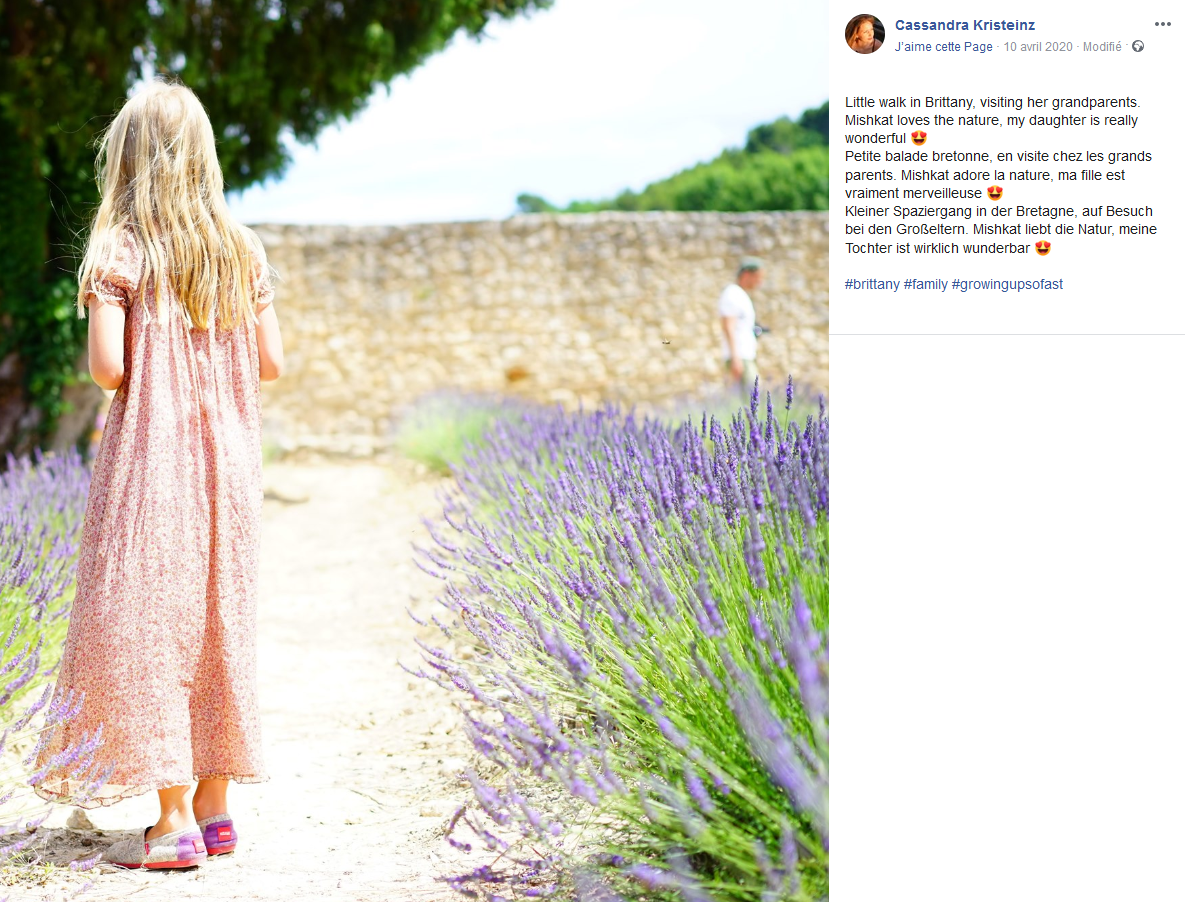 Cassandra Kristeinz
J'aime cette Page · 10 avril 2020 · Modifié ·
Little walk in Brittany, visiting her grandparents.
Mishkat loves the nature, my daughter is really
wonderful 😍
Petite balade bretonne, en visite chez les grands
parents. Mishkat adore la nature, ma fille est
vraiment merveilleuse 😍
Kleiner Spaziergang in der Bretagne, auf Besuch
bei den Großeltern. Mishkat liebt die Natur, meine
Tochter ist wirklich wunderbar 😍
#brittany #family #growingupsofast